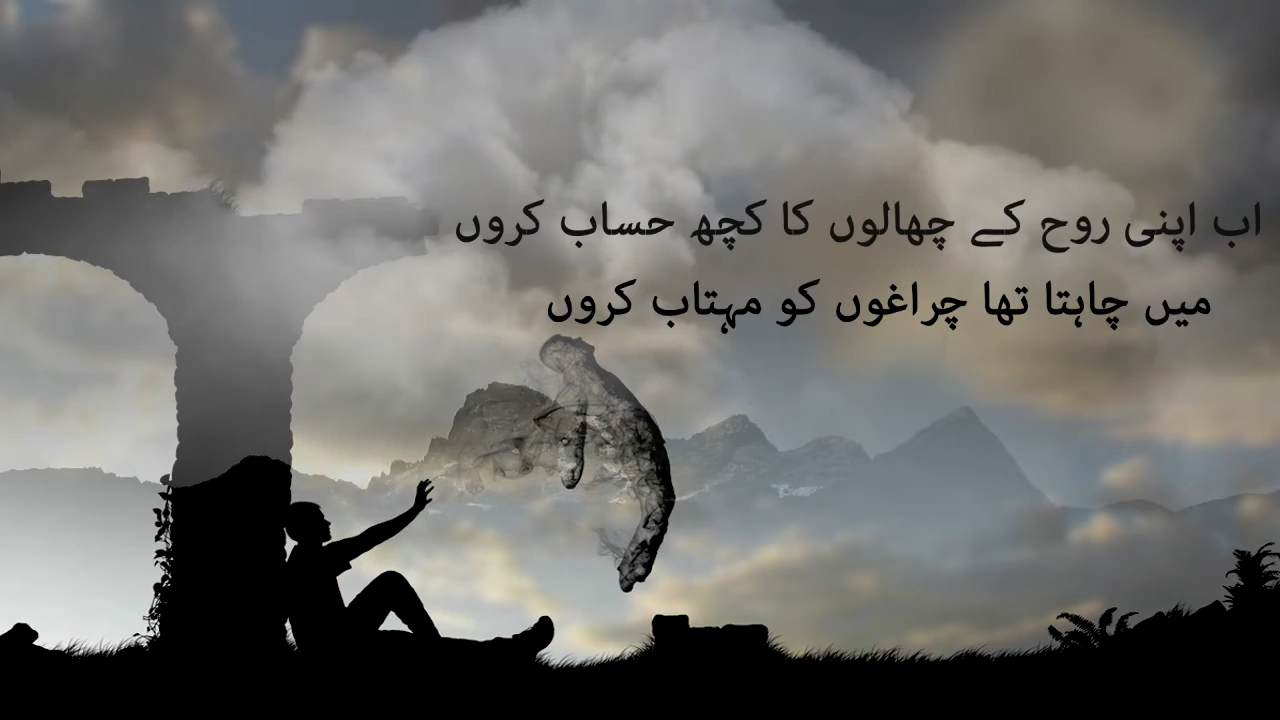 اب اپنی روح کے چھالوں کا کچھ حساب کروں
میں چاہتا تھا چراغوں کو مہتاب کروں